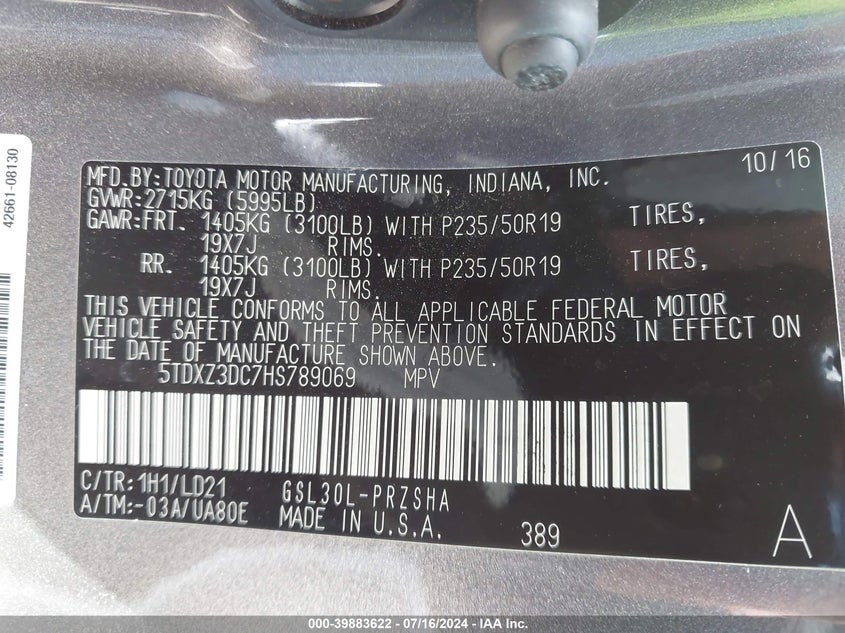 42661-08130
MFD.BY:TOYOTA MOTOR MANUFACTURING, INDIANA, INC. 10/16
GVWR:2715KG (5995LB)
GAWR:FRT. 1405KG (3100LB) WITH P235/50R19 TIRES,
19X7J RIMS.
RR. 1405KG (3100LB) WITH P235/50R19 TIRES,
19X7J RIMS.
THIS VEHICLE CONFORMS TO ALL APPLICABLE FEDERAL MOTOR
VEHICLE SAFETY AND THEFT PREVENTION STANDARDS IN EFFECT ON
THE DATE OF MANUFACTURE SHOWN ABOVE.
5TDXZ3DC7HS789069 MPV
C/TR:1H1/LD21 GSL30L-PRZSHA
A/TM:-03A/UA80E MADE IN U.S.A. 389 A
000-39883622 - 07/16/2024 - IAA Inc.